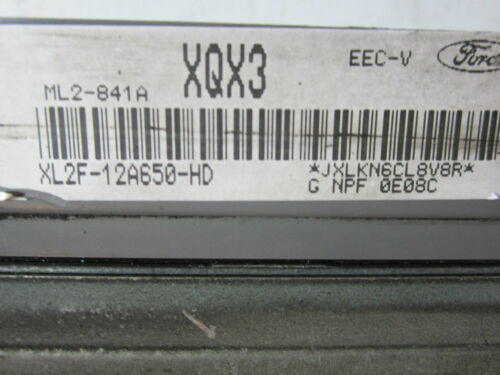 XQX3
EEC-V
Ford
ML2-841A
XL2F-12A650-HD
*JXLKN6CL8V8R*
G NPF 0E08C